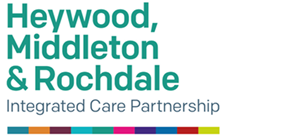 Heywood,
Middleton
& Rochdale
Integrated Care Partnership